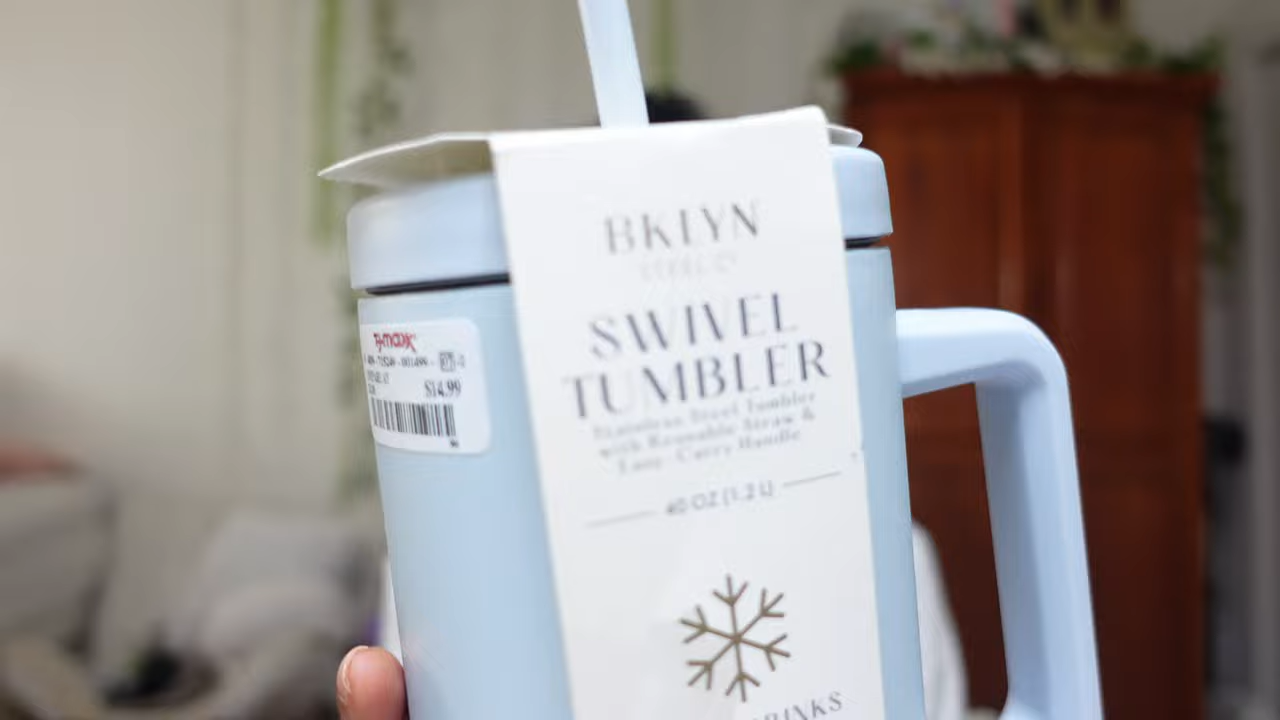 BKLYN
SWIVEL
TUMBLER
Stainless Steel Tumbler
with Reusable Straw &
Easy-Carry Handle
40 OZ (1.2 L)
DRINKS
T.J.maxx
$14.99